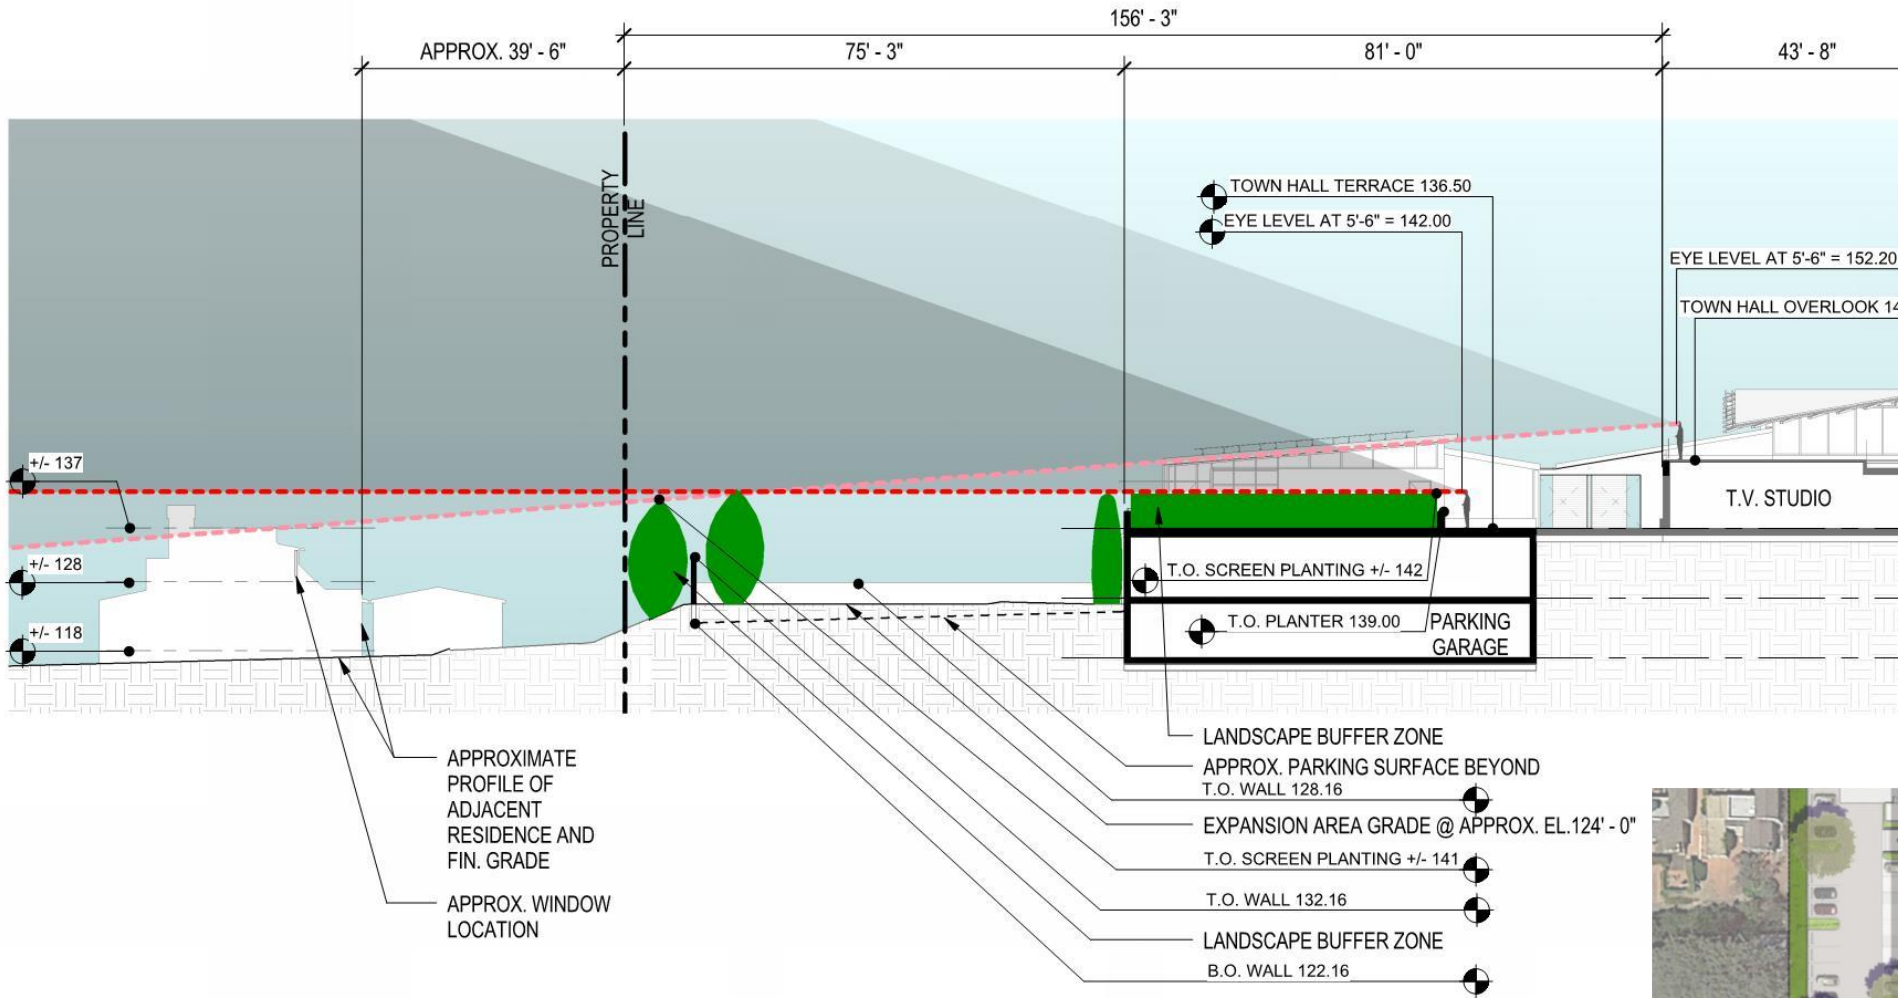 156' - 3"
APPROX. 39' - 6"
75' - 3"
81' - 0"
43' - 8"
PROPERTY
LINE
TOWN HALL TERRACE 136.50
EYE LEVEL AT 5'-6" = 142.00
EYE LEVEL AT 5'-6" = 152.20
TOWN HALL OVERLOOK 14
+/- 137
T.V. STUDIO
+/- 128
T.O. SCREEN PLANTING +/- 142
T.O. PLANTER 139.00
PARKING
GARAGE
+/- 118
LANDSCAPE BUFFER ZONE
APPROX. PARKING SURFACE BEYOND
T.O. WALL 128.16
EXPANSION AREA GRADE @ APPROX. EL.124' - 0"
T.O. SCREEN PLANTING +/- 141
T.O. WALL 132.16
LANDSCAPE BUFFER ZONE
B.O. WALL 122.16
APPROXIMATE
PROFILE OF
ADJACENT
RESIDENCE AND
FIN. GRADE
APPROX. WINDOW
LOCATION